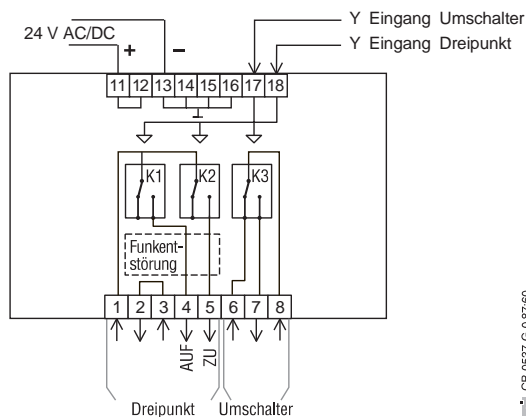 Y Eingang Umschalter
24 V AC/DC
Y Eingang Dreipunkt
+ –
11 12 13 14 15 16 17 18
K1 K2 K3
Funkent-
störung
1 2 3 4 5 6 7 8
AUF
ZU
Dreipunkt Umschalter